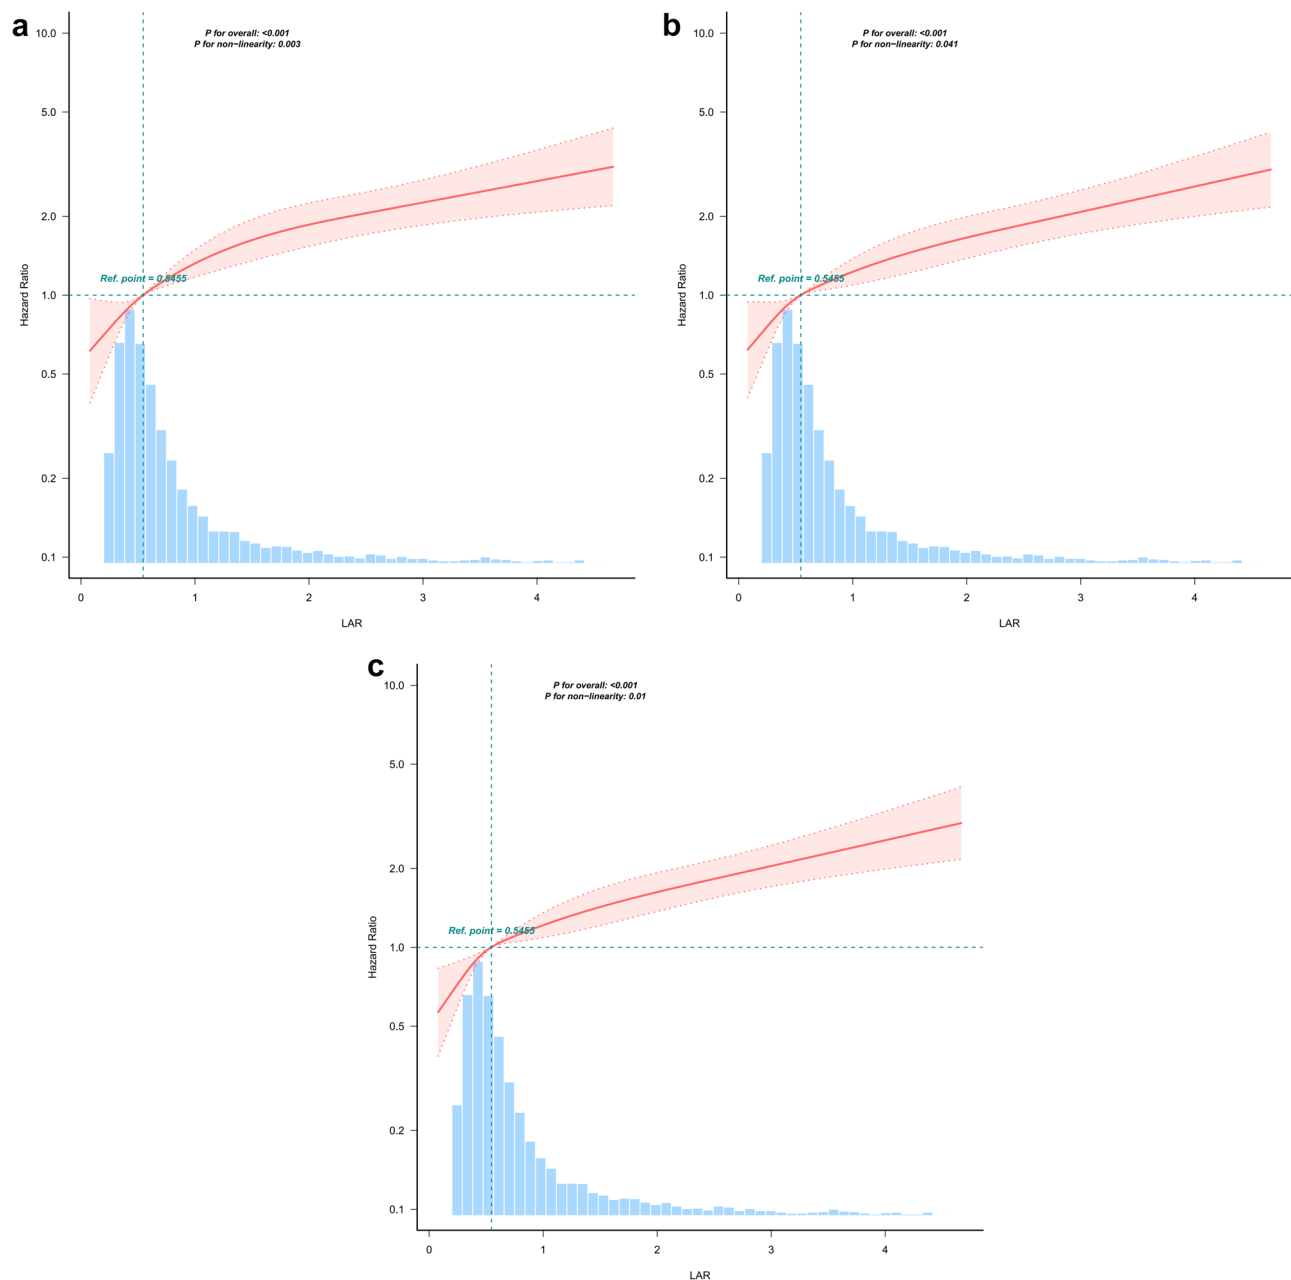 a
P for overall: <0.001
P for non−linearity: 0.003
10.0
5.0
2.0
1.0
0.5
0.2
0.1
Hazard Ratio
Ref. point = 0.5455
0 1 2 3 4
LAR
b
P for overall: <0.001
P for non−linearity: 0.041
10.0
5.0
2.0
1.0
0.5
0.2
0.1
Hazard Ratio
Ref. point = 0.5455
0 1 2 3 4
LAR
c
P for overall: <0.001
P for non−linearity: 0.01
10.0
5.0
2.0
1.0
0.5
0.2
0.1
Hazard Ratio
Ref. point = 0.5455
0 1 2 3 4
LAR